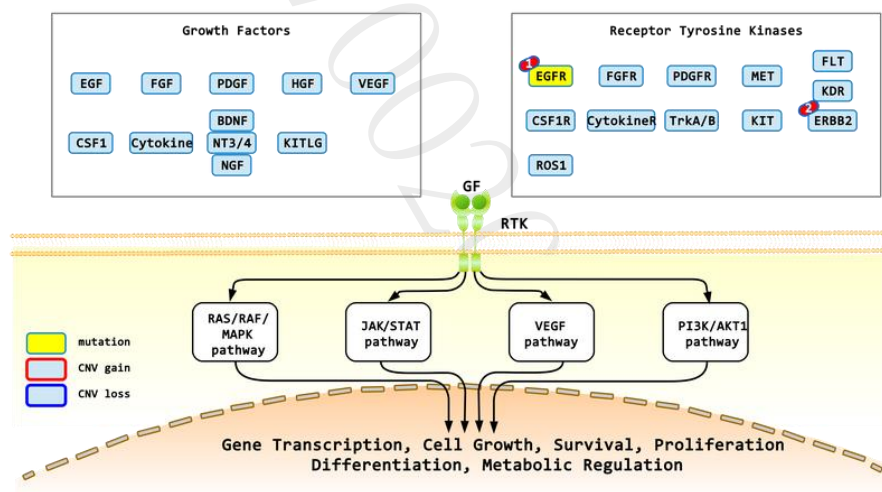 Growth Factors
EGF FGF PDGF HGF VEGF
BDNF
CSF1 Cytokine NT3/4 KITLG
NGF
Receptor Tyrosine Kinases
FLT
1
EGFR FGFR PDGFR MET
KDR
2
CSF1R CytokineR TrkA/B KIT ERBB2
ROS1
GF
RTK
RAS/RAF/
MAPK
pathway
JAK/STAT
pathway
VEGF
pathway
PI3K/AKT1
pathway
mutation
CNV gain
CNV loss
Gene Transcription, Cell Growth, Survival, Proliferation
Differentiation, Metabolic Regulation